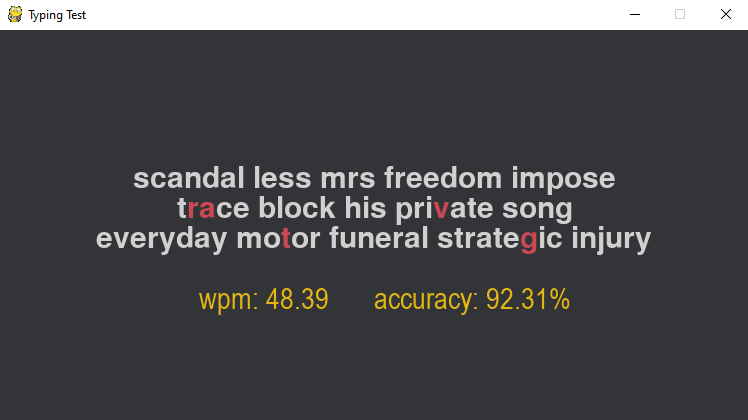 Typing Test
scandal less mrs freedom impose
trace block his private song
everyday motor funeral strategic injury
wpm: 48.39 accuracy: 92.31%